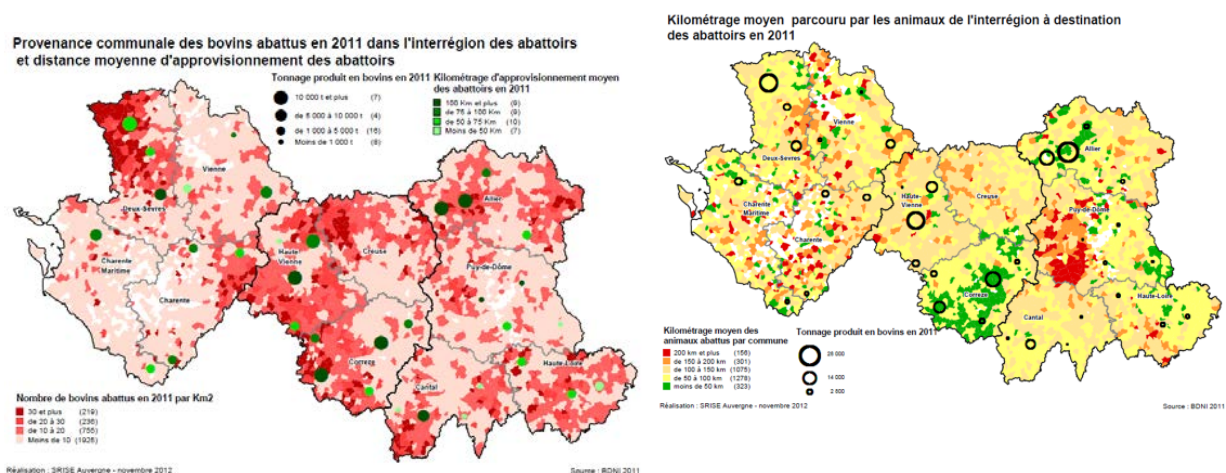 Provenance communale des bovins abattus en 2011 dans l'interrégion des abattoirs
et distance moyenne d'approvisionnement des abattoirs
Tonnage produit en bovins en 2011
10 000 t et plus (7)
de 5 000 à 10 000 t (4)
de 1 000 à 5 000 t (16)
Moins de 1 000 t (8)
Kilométrage d'approvisionnement moyen
des abattoirs en 2011
100 Km et plus (9)
de 75 à 100 Km (9)
de 50 à 75 Km (10)
Moins de 50 Km (7)
Vienne
Deux-Sèvres
Allier
Haute
Vienne
Creuse
Charente
Maritime
Puy-de-Dôme
Charente
Corrèze
Cantal
Haute-Loire
Nombre de bovins abattus en 2011 par Km2
30 et plus (219)
de 20 à 30 (236)
de 10 à 20 (755)
Moins de 10 (1925)
Réalisation : SRISE Auvergne - novembre 2012
Source : BDNI 2011
Kilométrage moyen parcouru par les animaux de l'interrégion à destination
des abattoirs en 2011
Vienne
Deux-Sèvres
Allier
Haute-
Vienne
Creuse
Charente
Maritime
Puy-de-Dôme
Charente
Corrèze
Cantal
Haute-Loire
Kilométrage moyen des
animaux abattus par commune
200 km et plus (156)
de 150 à 200 km (301)
de 100 à 150 km (1075)
de 50 à 100 km (1278)
moins de 50 km (323)
Tonnage produit en bovins en 2011
28 000
14 000
2 800
Réalisation : SRISE Auvergne - novembre 2012
Source : BDNI 2011